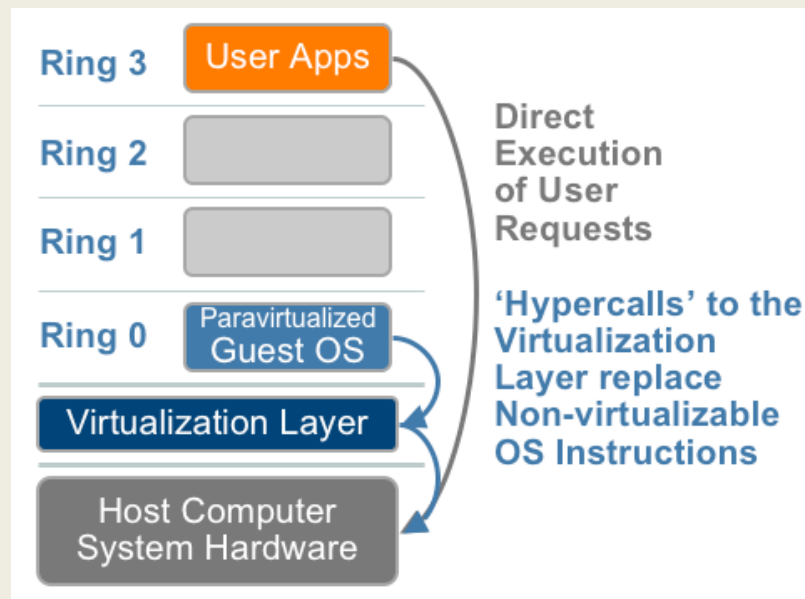 Ring 3
User Apps
Ring 2
Ring 1
Ring 0
Paravirtualized
Guest OS
Virtualization Layer
Host Computer
System Hardware
Direct
Execution
of User
Requests
‘Hypercalls’ to the
Virtualization
Layer replace
Non-virtualizable
OS Instructions